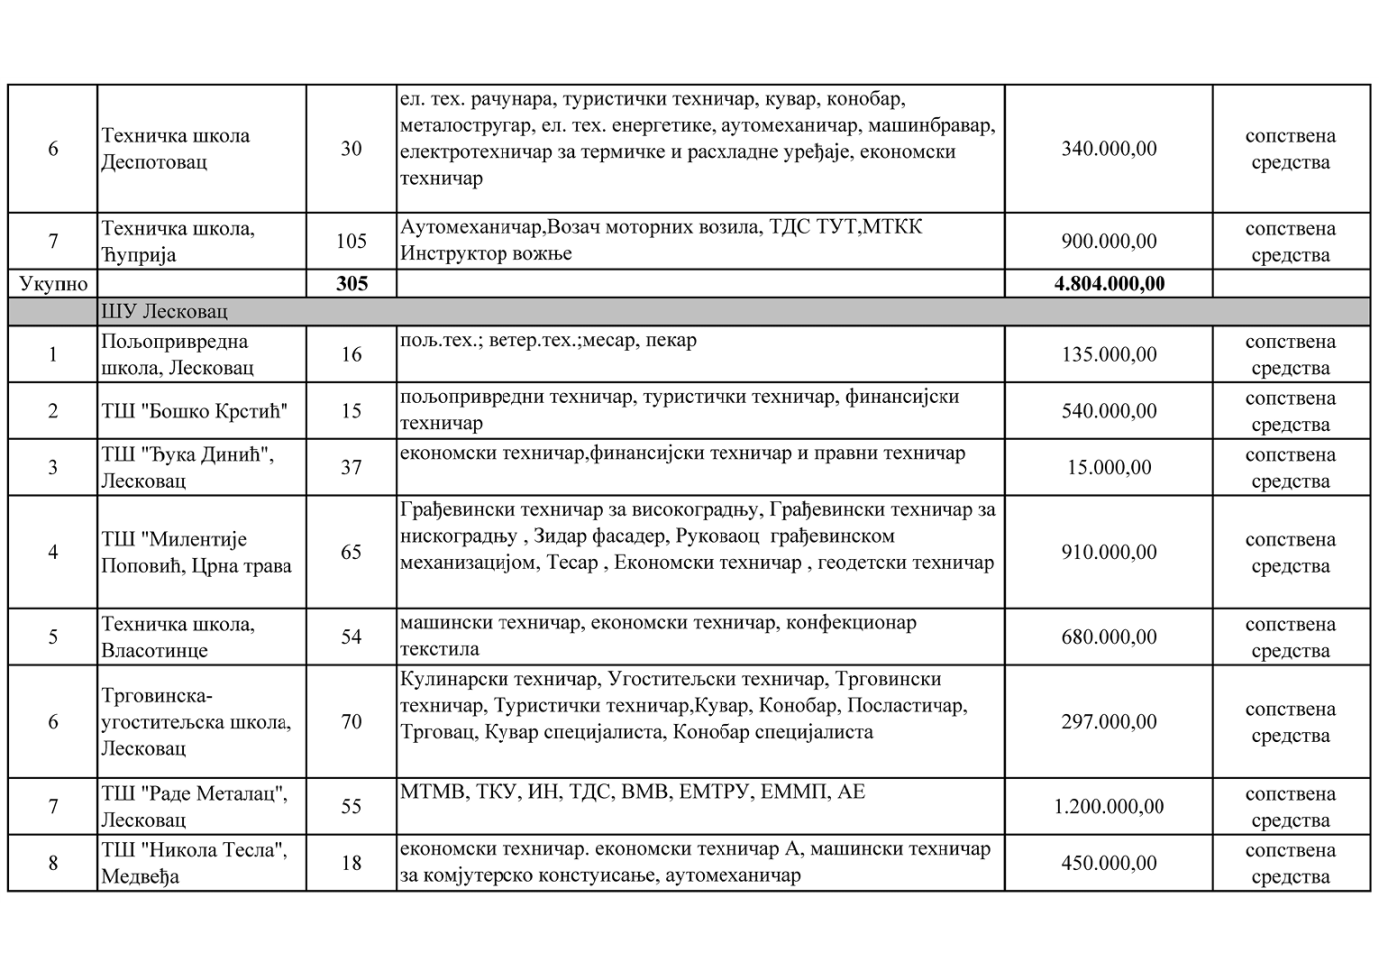 6
Техничка школа
Деспотовац
30
ел. тех. рачунара, туристички техничар, кувар, конобар,
металостругар, ел. тех. енергетике, аутомеханичар, машинбравар,
електротехничар за термичке и расхладне уређаје, економски
техничар
340.000,00
сопствена
средства
7
Техничка школа,
Ћуприја
105
Аутомеханичар,Возач моторних возила, ТДС ТУТ,МТКК
Инструктор вожње
900.000,00
сопствена
средства
Укупно
305
4.804.000,00
ШУ Лесковац
1
Пољопривредна
школа, Лесковац
16
пољ.тех.; ветер.тех.;месар, пекар
135.000,00
сопствена
средства
2
ТШ "Бошко Крстић"
15
пољопривредни техничар, туристички техничар, финансијски
техничар
540.000,00
сопствена
средства
3
ТШ "Ђука Динић",
Лесковац
37
економски техничар,финансијски техничар и правни техничар
15.000,00
сопствена
средства
4
ТШ "Милентије
Поповић, Црна трава
65
Грађевински техничар за високоградњу, Грађевински техничар за
нискоградњу , Зидар фасадер, Руковаоц  грађевинском
механизацијом, Тесар , Економски техничар , геодетски техничар
910.000,00
сопствена
средства
5
Техничка школа,
Власотинце
54
машински техничар, економски техничар, конфекционар
текстила
680.000,00
сопствена
средства
6
Трговинска-
угоститељска школа,
Лесковац
70
Кулинарски техничар, Угоститељски техничар, Трговински
техничар, Туристички техничар,Кувар, Конобар, Посластичар,
Трговац, Кувар специјалиста, Конобар специјалиста
297.000,00
сопствена
средства
7
ТШ "Раде Металац",
Лесковац
55
МТМВ, ТКУ, ИН, ТДС, ВМВ, ЕМТРУ, ЕММП, АЕ
1.200.000,00
сопствена
средства
8
ТШ "Никола Тесла",
Медвеђа
18
економски техничар. економски техничар А, машински техничар
за комјутерско констуисање, аутомеханичар
450.000,00
сопствена
средства